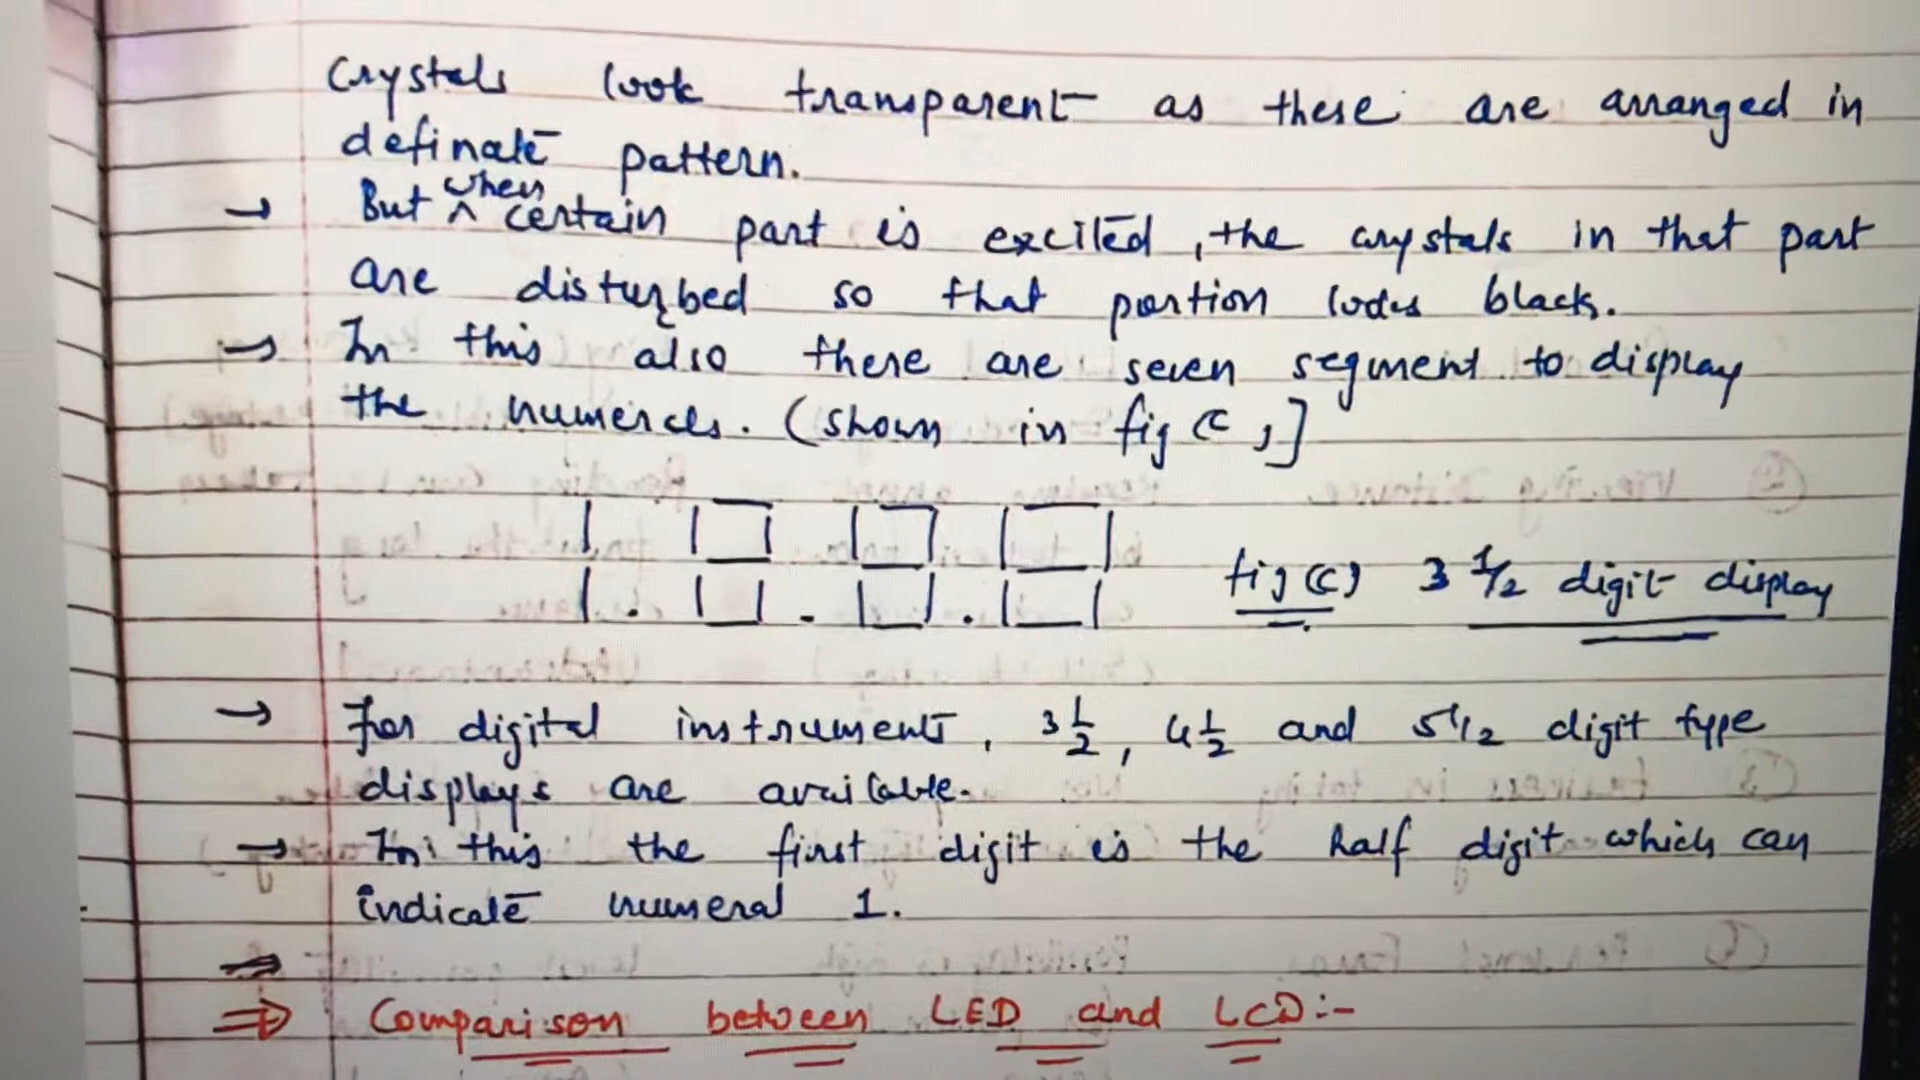 Crystals look transparent as these are arranged in
definate pattern.
→ But ^ when certain part is excited, the crystals in that part
are disturbed so that portion looks black.
→ In this also there are seven segment to display
the numerals. (shown in fig (c)]
fig (c) 3 1/2 digit display
→ For digital instrument, 3 1/2, 4 1/2 and 5 1/2 digit type
displays are available.
→ In this the first digit is the half digit which can
indicate numeral 1.
⇒ Comparison between LED and LCD:-